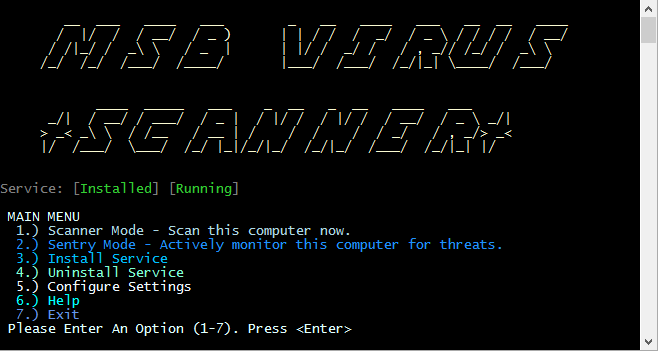 MSB VIRUS
*SCANNER*
Service: [Installed] [Running]
MAIN MENU
1.) Scanner Mode - Scan this computer now.
2.) Sentry Mode - Actively monitor this computer for threats.
3.) Install Service
4.) Uninstall Service
5.) Configure Settings
6.) Help
7.) Exit
Please Enter An Option (1-7). Press <Enter>